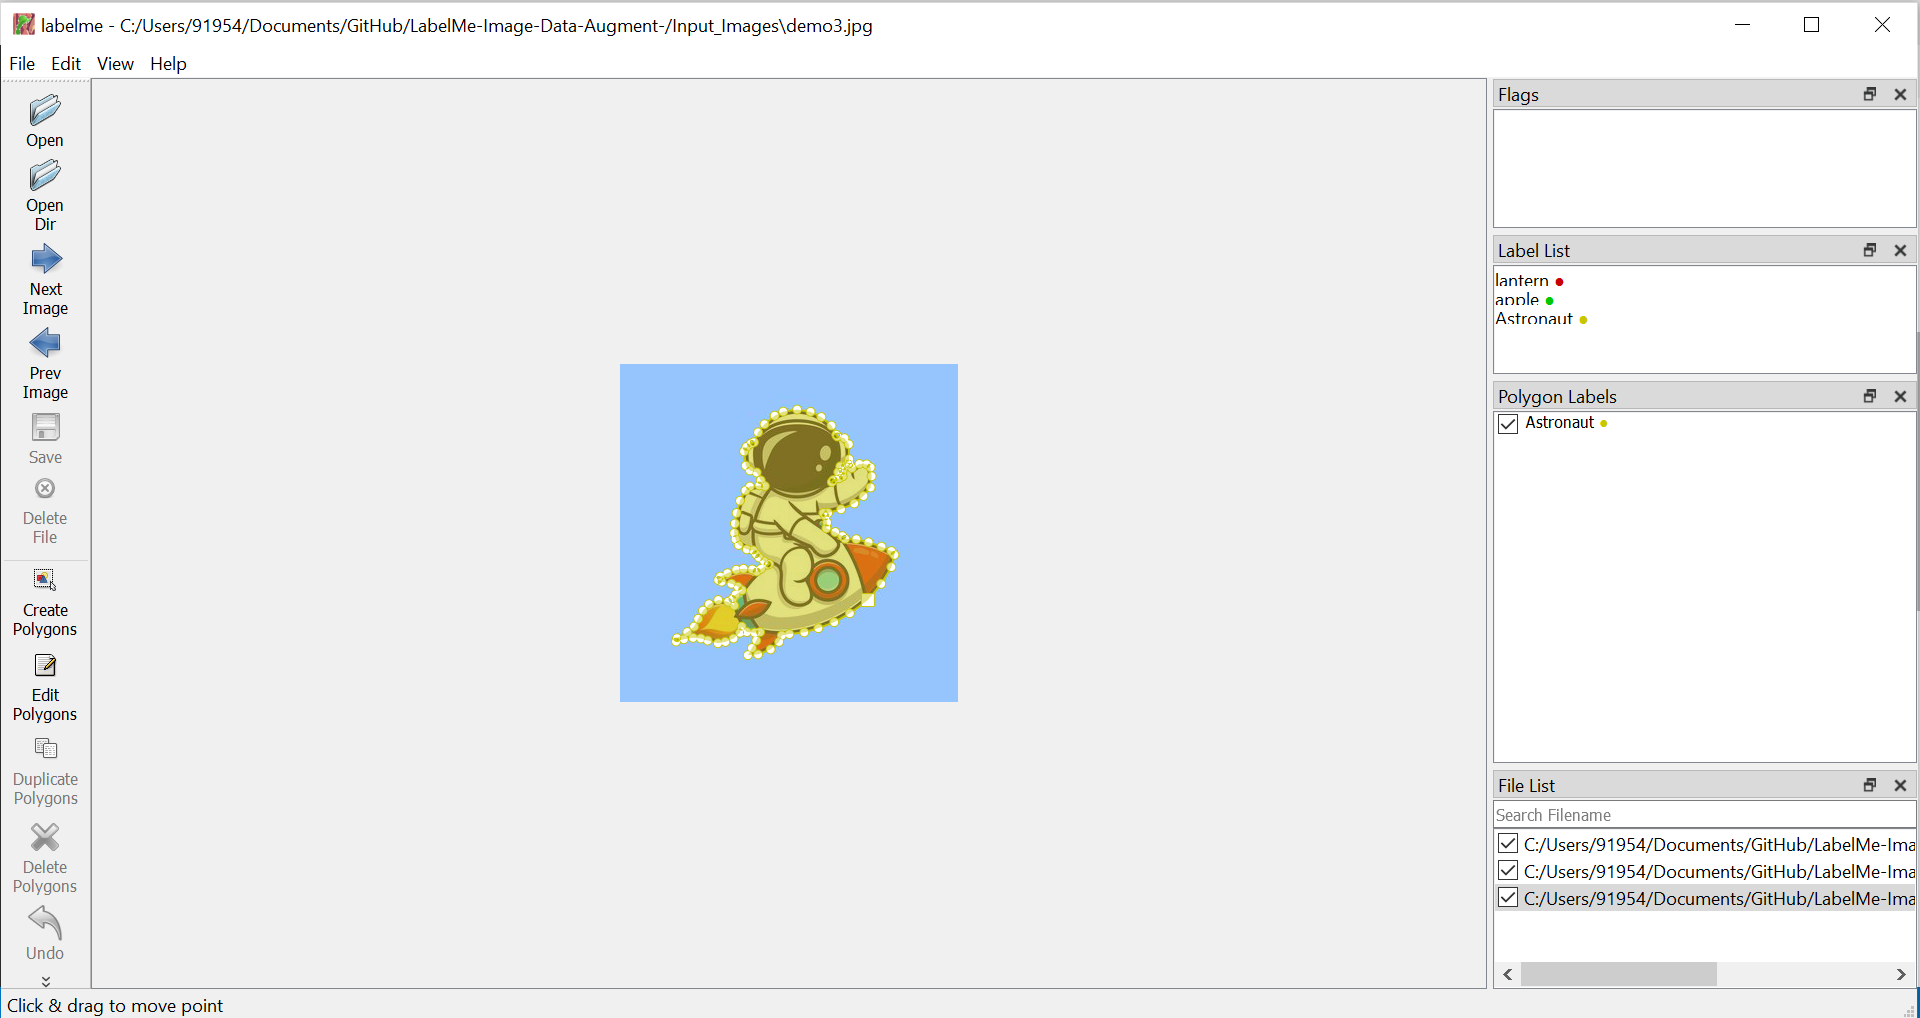 labelme - C:/Users/91954/Documents/GitHub/LabelMe-Image-Data-Augment-/Input_Images\demo3.jpg
File Edit View Help
Open
Open
Dir
Next
Image
Prev
Image
Save
Delete
File
Create
Polygons
Edit
Polygons
Duplicate
Polygons
Delete
Polygons
Undo
Flags
Label List
lantern
apple
Astronaut
Polygon Labels
Astronaut
File List
Search Filename
C:/Users/91954/Documents/GitHub/LabelMe-Ima
C:/Users/91954/Documents/GitHub/LabelMe-Ima
C:/Users/91954/Documents/GitHub/LabelMe-Ima
Click & drag to move point